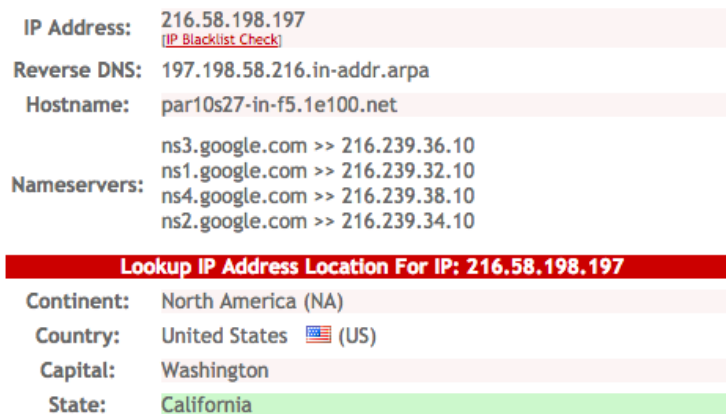 IP Address: 216.58.198.197
[IP Blacklist Check]
Reverse DNS: 197.198.58.216.in-addr.arpa
Hostname: par10s27-in-f5.1e100.net
Nameservers:
ns3.google.com >> 216.239.36.10
ns1.google.com >> 216.239.32.10
ns4.google.com >> 216.239.38.10
ns2.google.com >> 216.239.34.10
Lookup IP Address Location For IP: 216.58.198.197
Continent: North America (NA)
Country: United States (US)
Capital: Washington
State: California